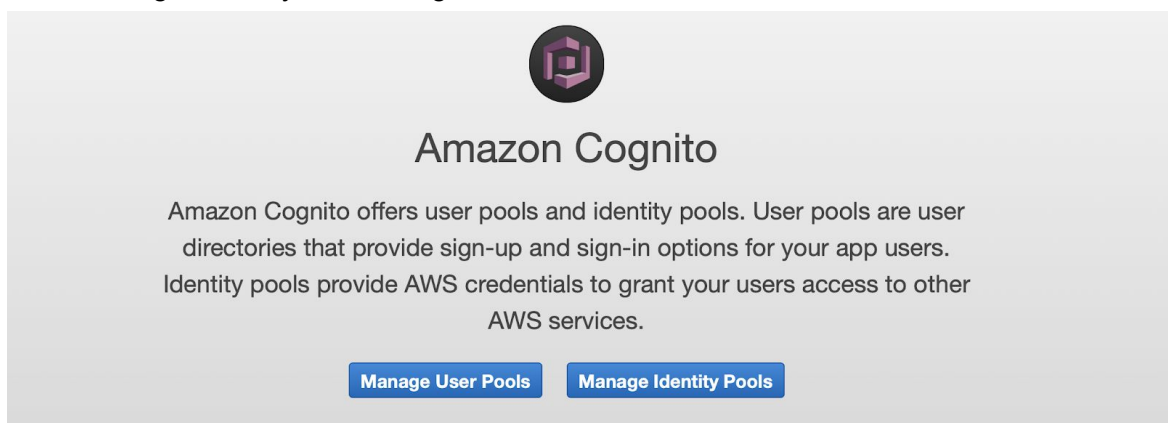 Amazon Cognito
Amazon Cognito offers user pools and identity pools. User pools are user
directories that provide sign-up and sign-in options for your app users.
Identity pools provide AWS credentials to grant your users access to other
AWS services.
Manage User Pools Manage Identity Pools